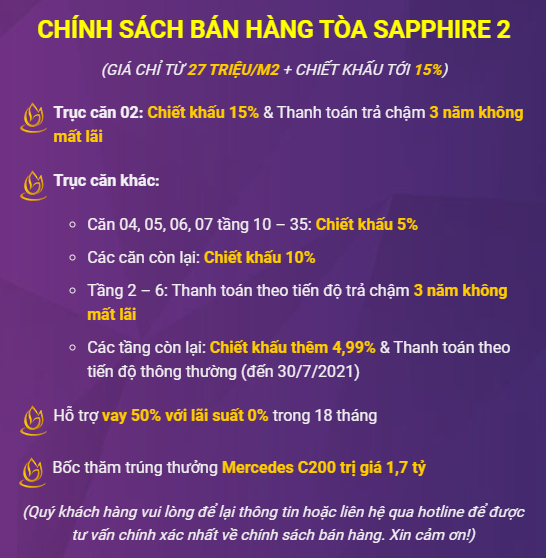 CHÍNH SÁCH BÁN HÀNG TÒA SAPPHIRE 2
(GIÁ CHỈ TỪ 27 TRIỆU/M2 + CHIẾT KHẤU TỚI 15%)
Trục căn 02: Chiết khấu 15% & Thanh toán trả chậm 3 năm không
mất lãi
Trục căn khác:
Căn 04, 05, 06, 07 tầng 10 – 35: Chiết khấu 5%
Các căn còn lại: Chiết khấu 10%
Tầng 2 – 6: Thanh toán theo tiến độ trả chậm 3 năm không
mất lãi
Các tầng còn lại: Chiết khấu thêm 4,99% & Thanh toán theo
tiến độ thông thường (đến 30/7/2021)
Hỗ trợ vay 50% với lãi suất 0% trong 18 tháng
Bốc thăm trúng thưởng Mercedes C200 trị giá 1,7 tỷ
(Quý khách hàng vui lòng để lại thông tin hoặc liên hệ qua hotline để được
tư vấn chính xác nhất về chính sách bán hàng. Xin cảm ơn!)